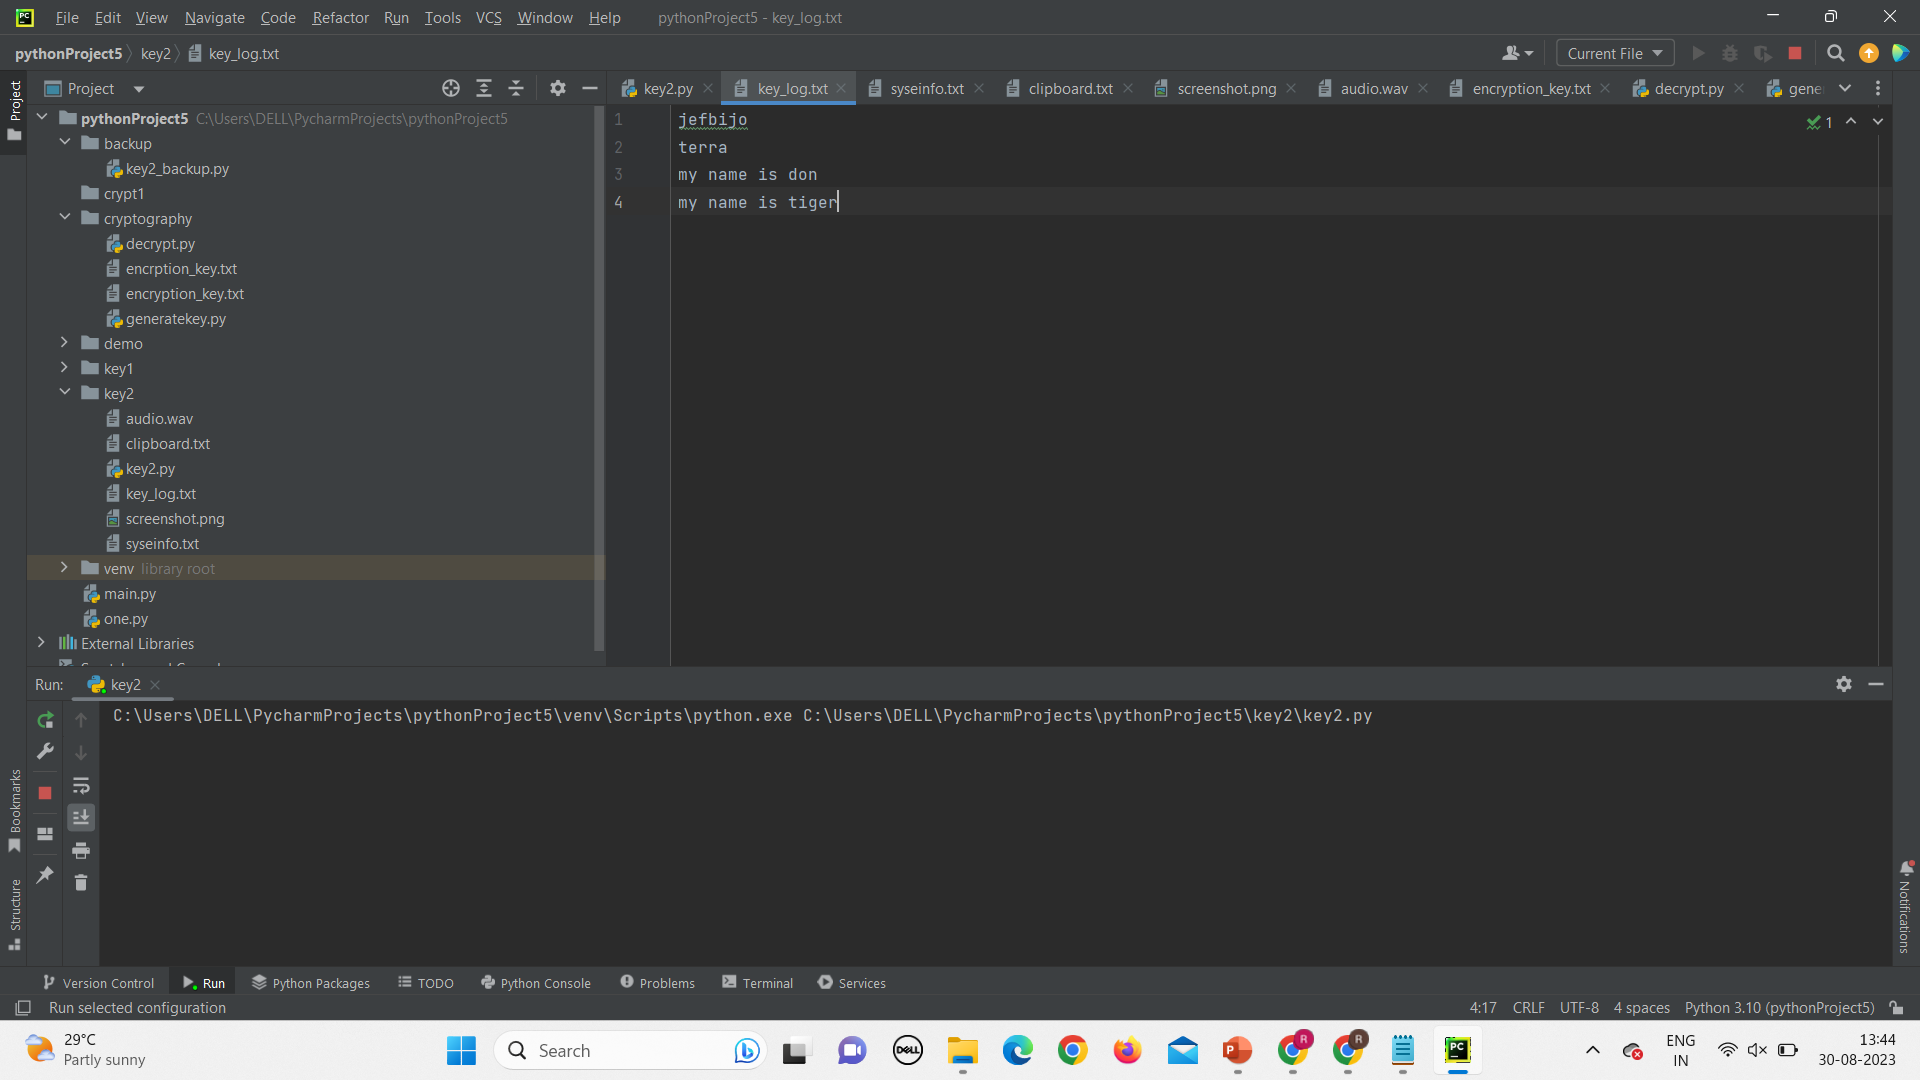 File Edit View Navigate Code Refactor Run Tools VCS Window Help pythonProject5 - key_log.txt
pythonProject5 key2 key_log.txt
Current File
Project
key2.py key_log.txt syseinfo.txt clipboard.txt screenshot.png audio.wav encryption_key.txt decrypt.py gene
Project
pythonProject5 C:\Users\DELL\PycharmProjects\pythonProject5
backup
key2_backup.py
crypt1
cryptography
decrypt.py
encrption_key.txt
encryption_key.txt
generatekey.py
demo
key1
key2
audio.wav
clipboard.txt
key2.py
key_log.txt
screenshot.png
syseinfo.txt
venv library root
main.py
one.py
External Libraries
1 jefbijo
2 terra
3 my name is don
4 my name is tiger
1
Run: key2
C:\Users\DELL\PycharmProjects\pythonProject5\venv\Scripts\python.exe C:\Users\DELL\PycharmProjects\pythonProject5\key2\key2.py
Bookmarks
Structure
Notifications
Version Control Run Python Packages TODO Python Console Problems Terminal Services
Run selected configuration
4:17 CRLF UTF-8 4 spaces Python 3.10 (pythonProject5)
29°C
Partly sunny
Search
DELL
R
R
PC
ENG
IN
13:44
30-08-2023